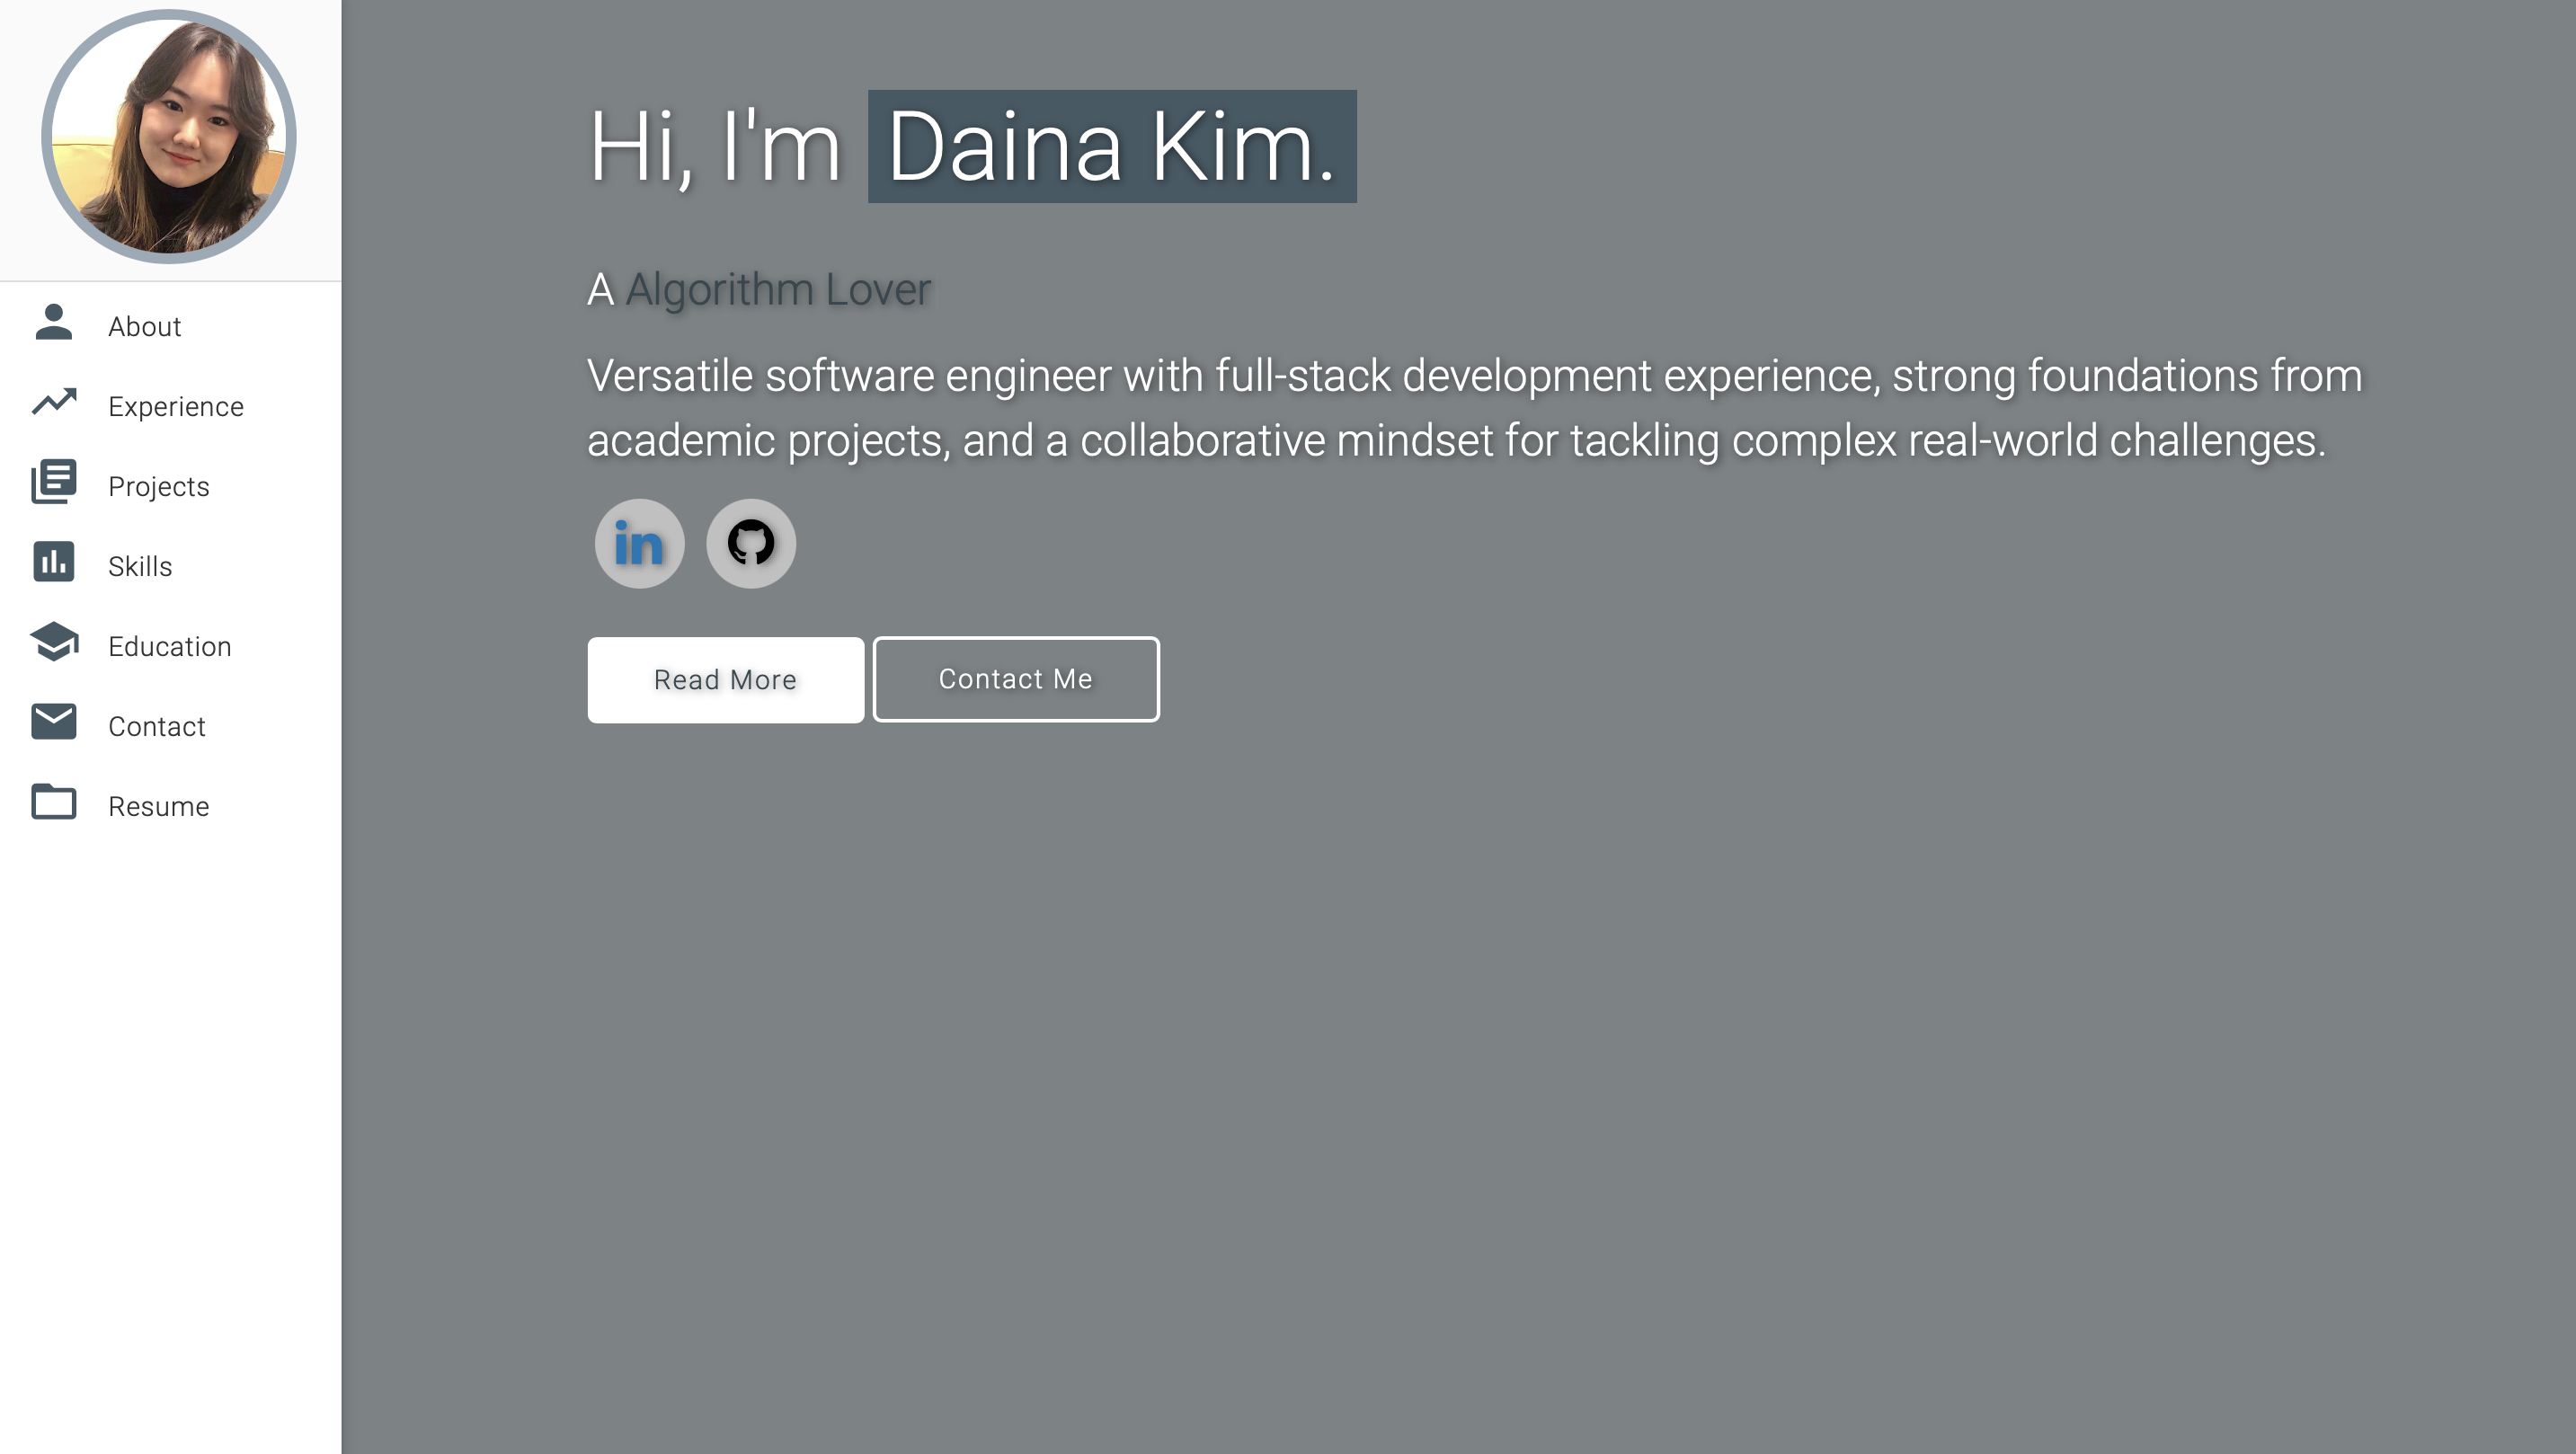 Hi, I'm Daina Kim.
A Algorithm Lover
Versatile software engineer with full-stack development experience, strong foundations from
academic projects, and a collaborative mindset for tackling complex real-world challenges.
in
Read More
Contact Me
About
Experience
Projects
Skills
Education
Contact
Resume